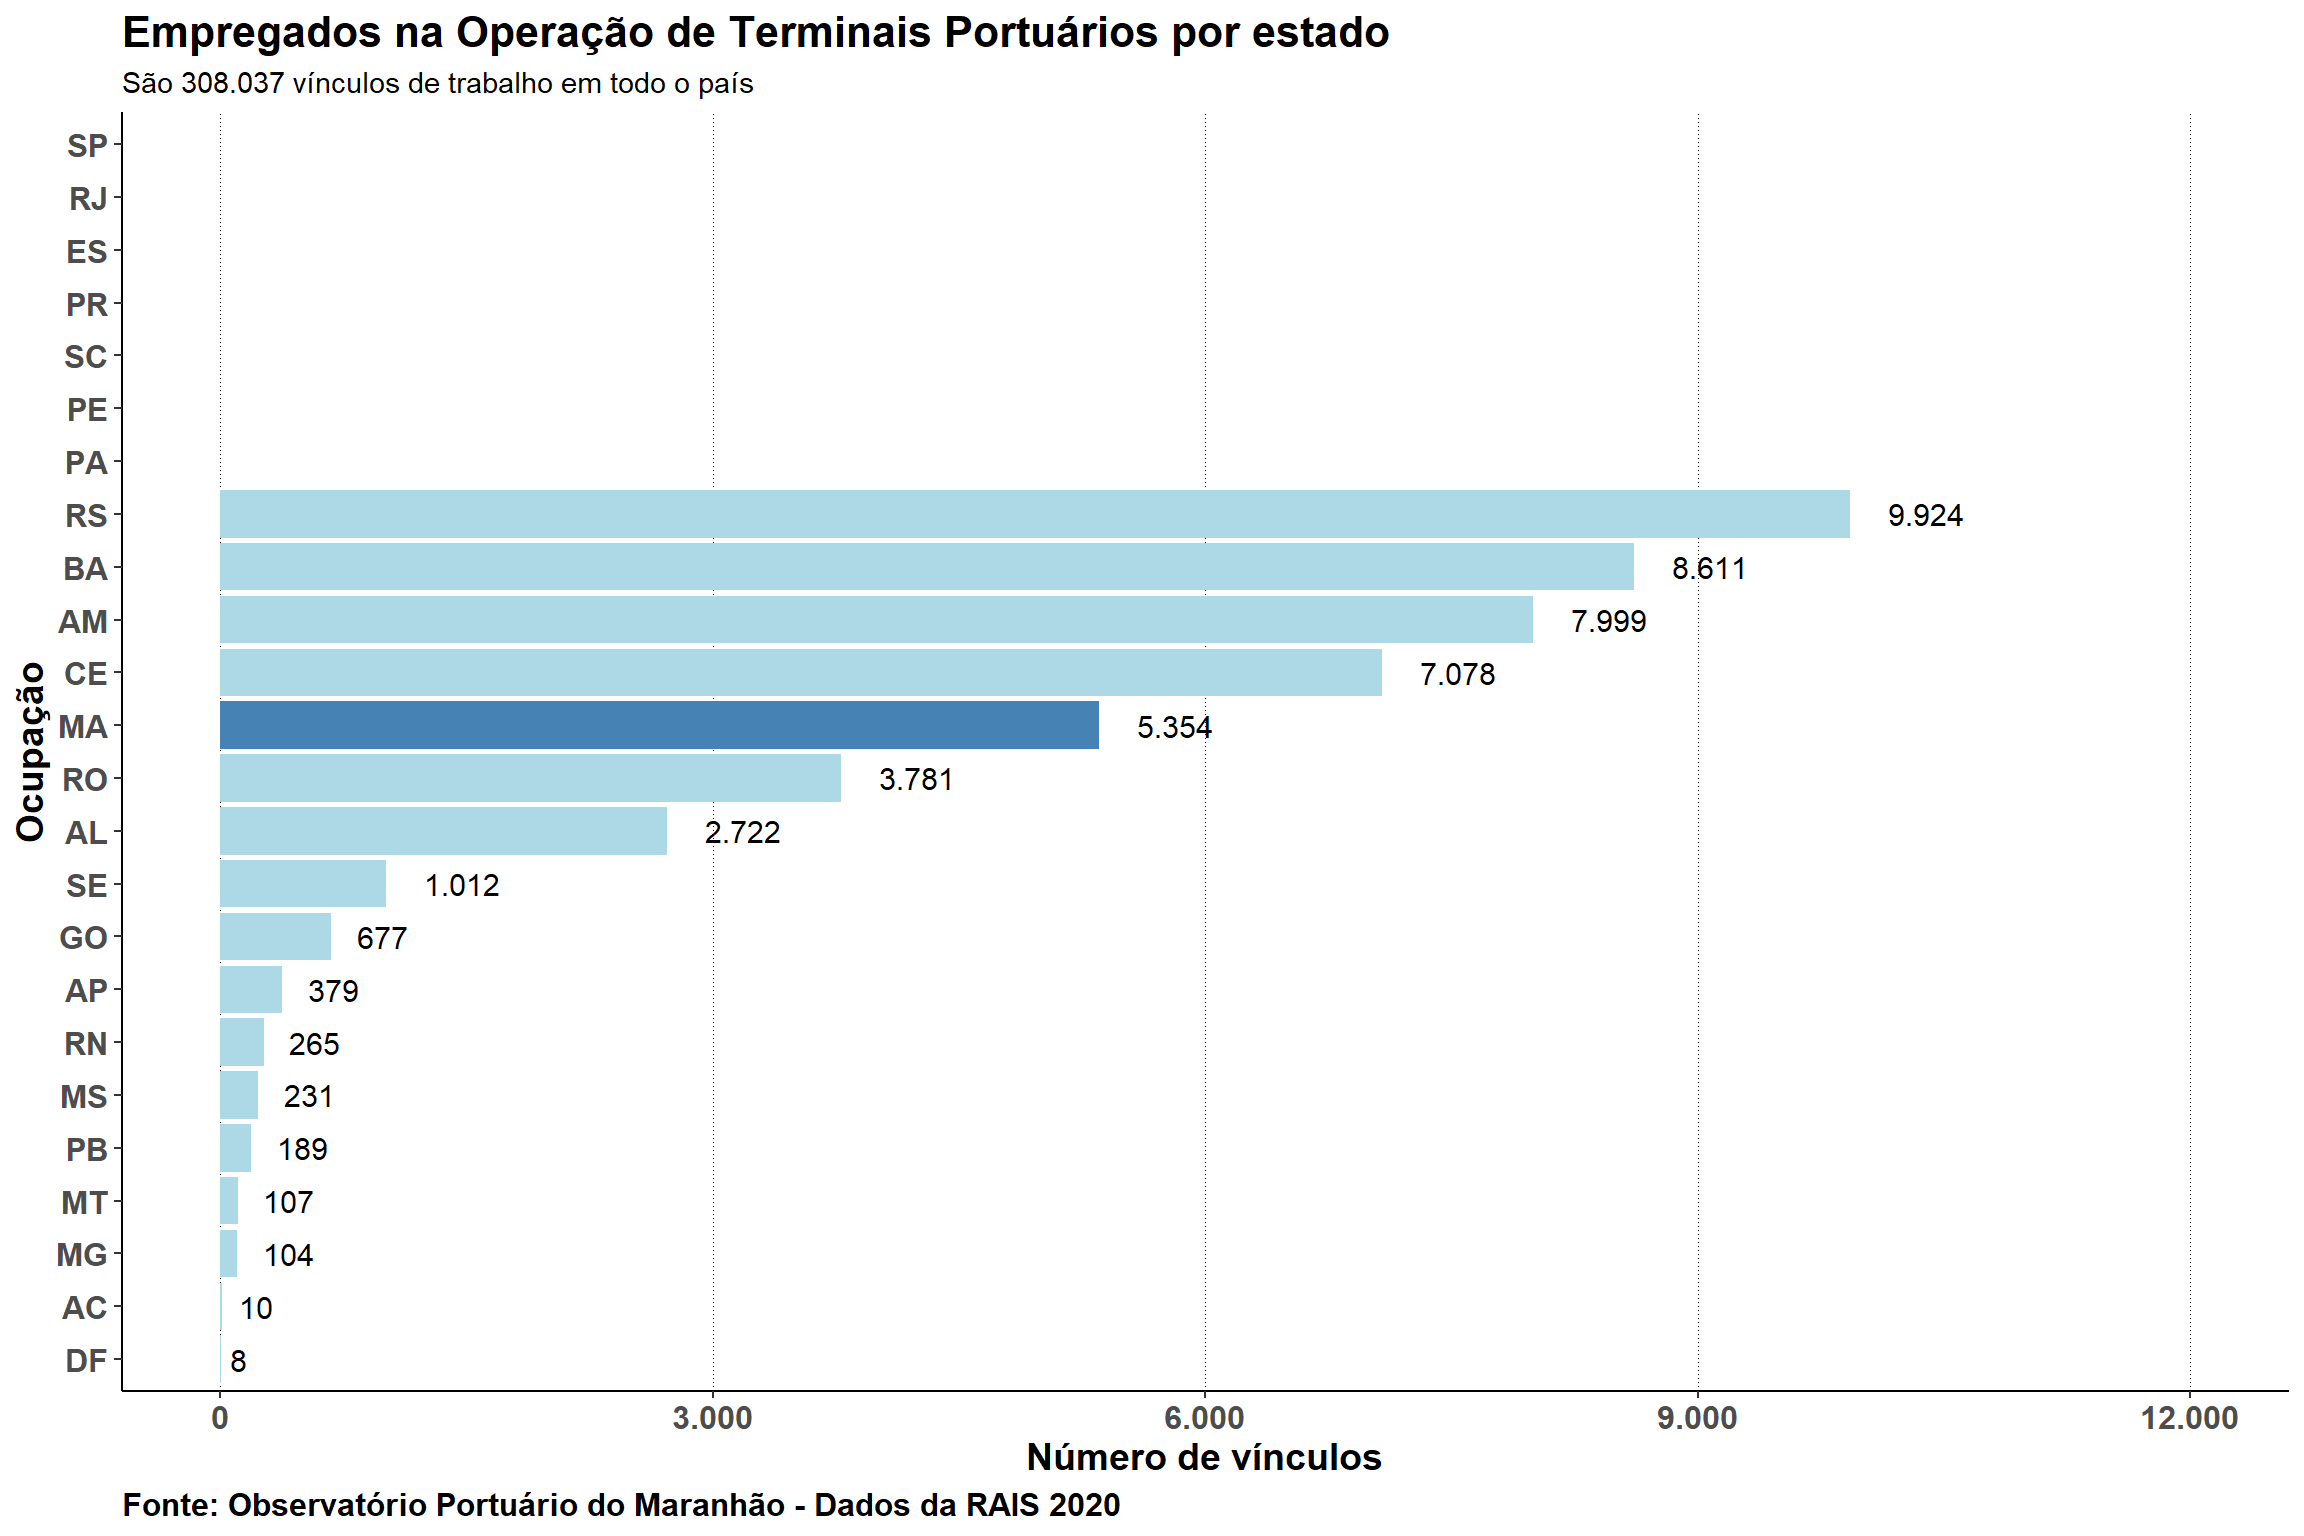 Empregados na Operação de Terminais Portuários por estado
São 308.037 vínculos de trabalho em todo o país
SP
RJ
ES
PR
SC
PE
PA
RS 9.924
BA 8.611
AM 7.999
CE 7.078
MA 5.354
RO 3.781
AL 2.722
SE 1.012
GO 677
AP 379
RN 265
MS 231
PB 189
MT 107
MG 104
AC 10
DF 8
Ocupação
0 3.000 6.000 9.000 12.000
Número de vínculos
Fonte: Observatório Portuário do Maranhão - Dados da RAIS 2020